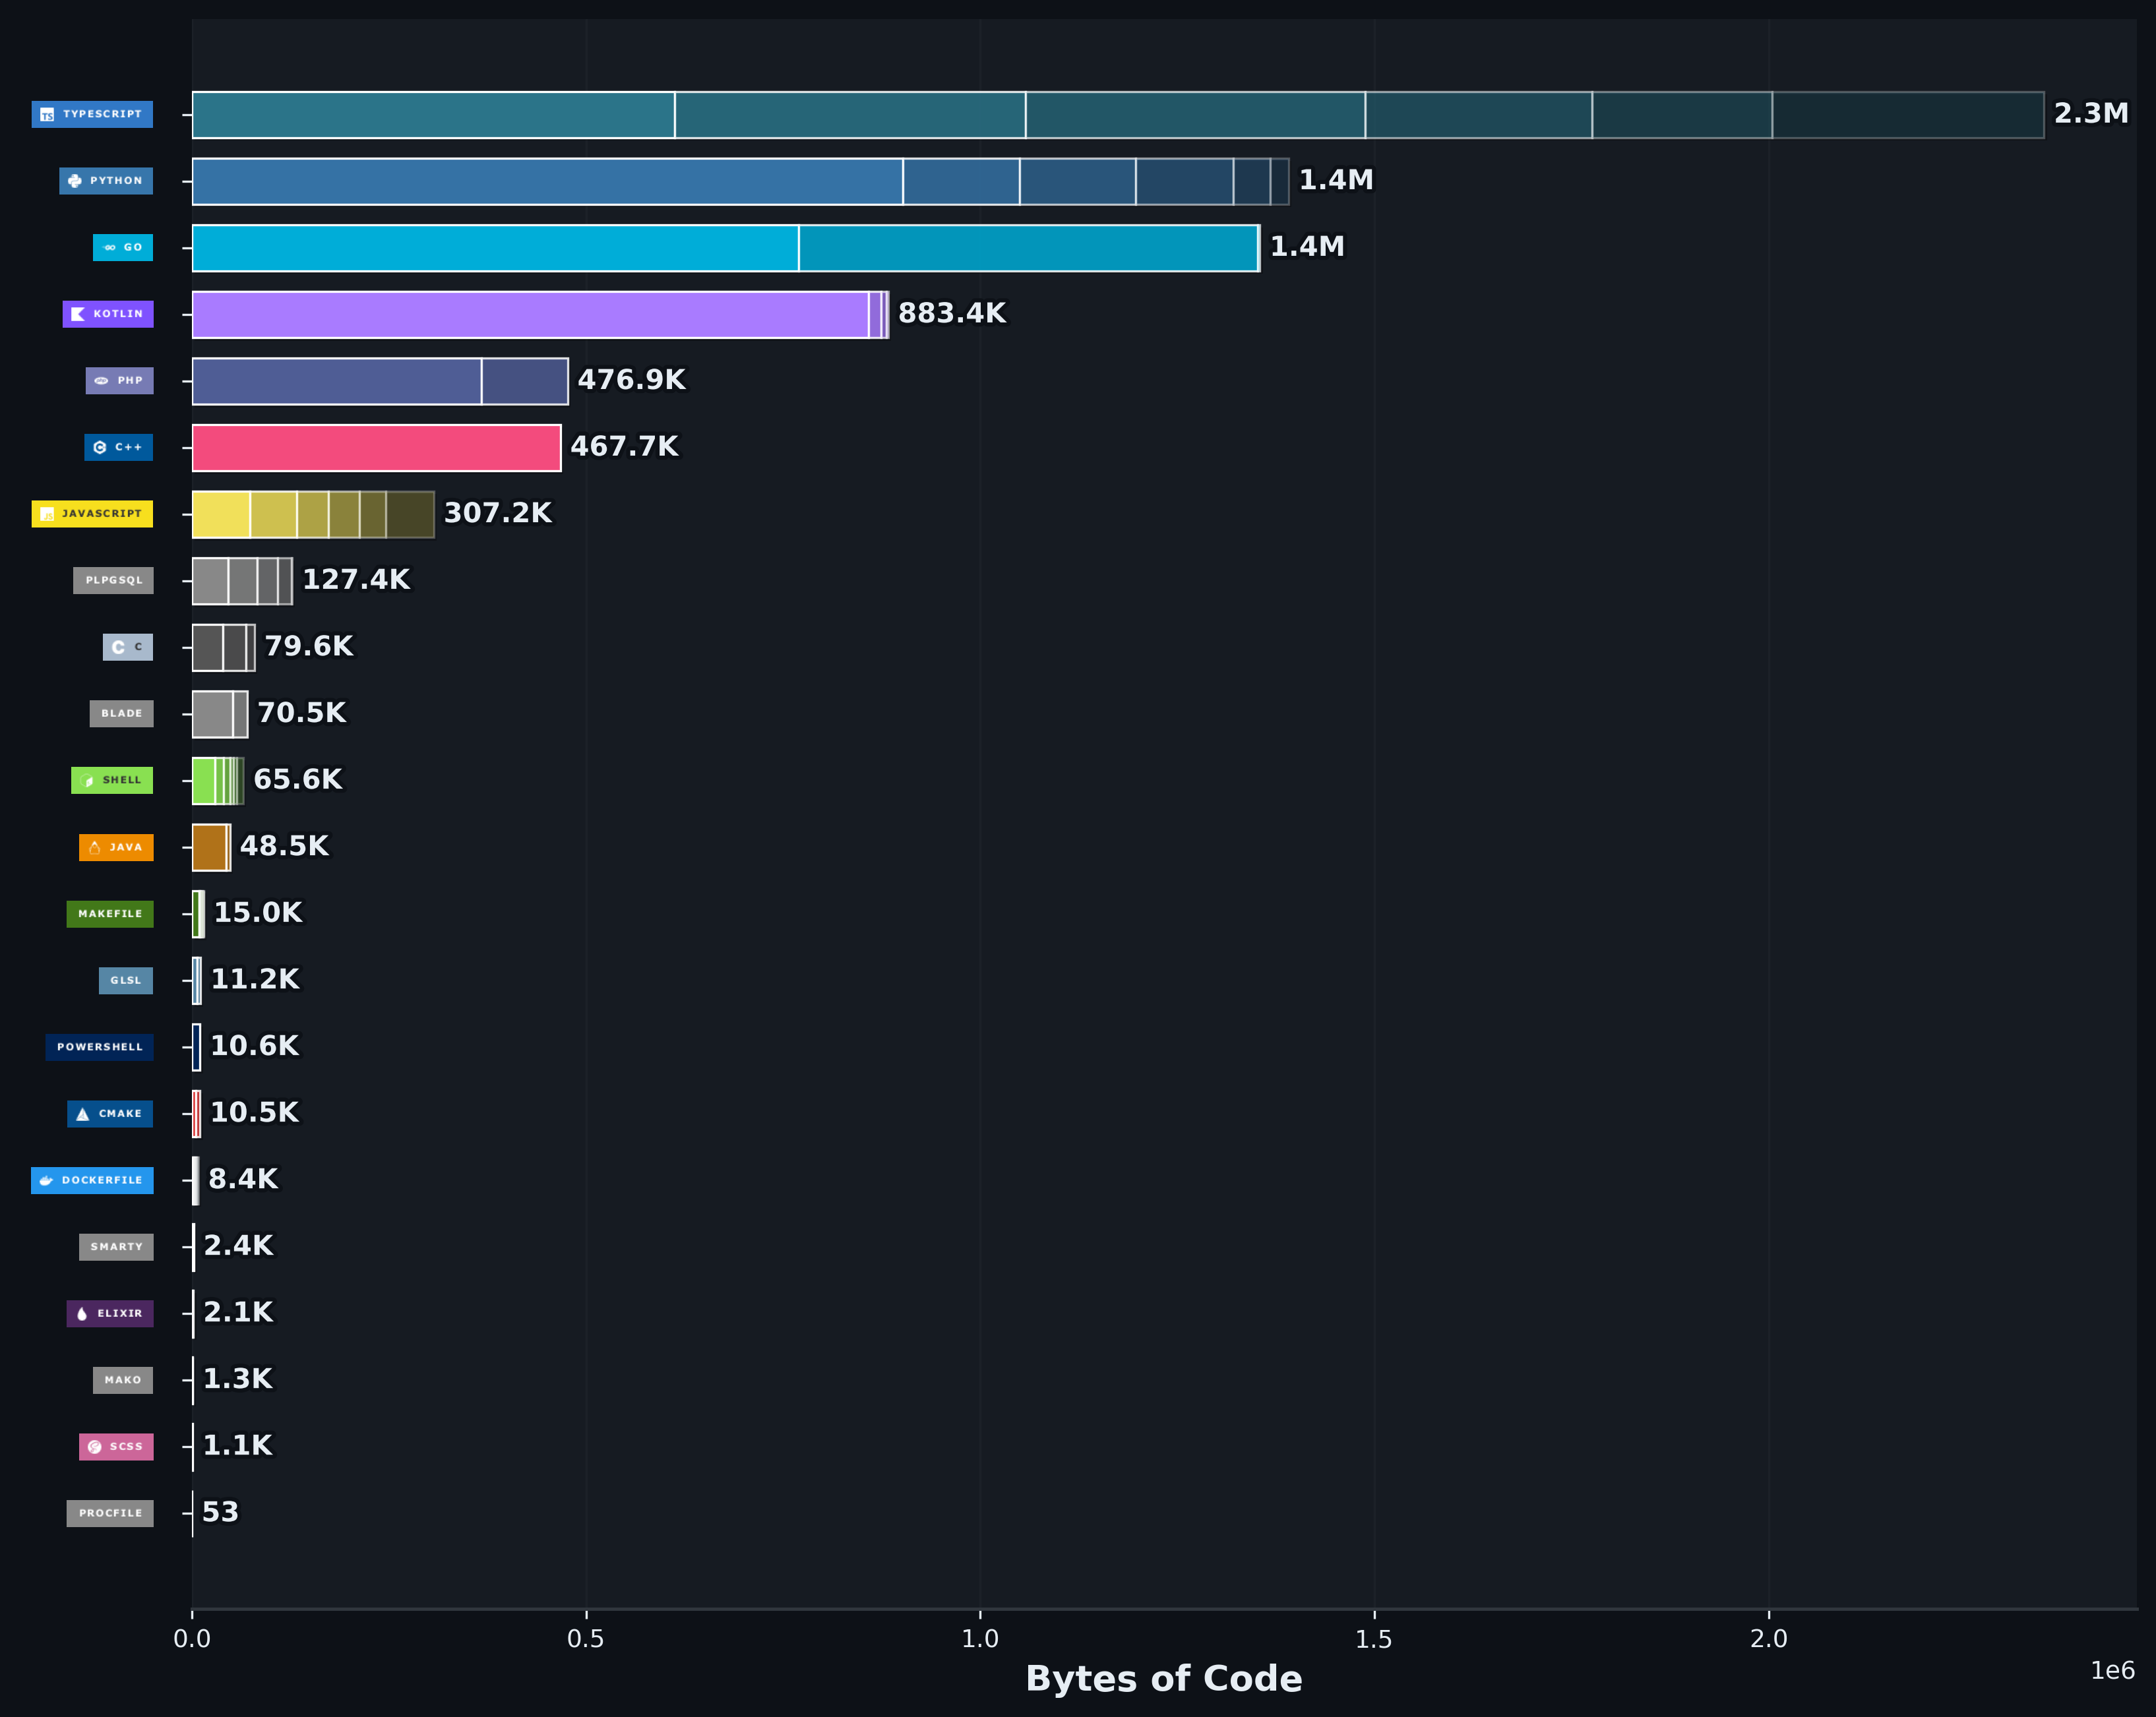 TYPESCRIPT 2.3M
PYTHON 1.4M
GO 1.4M
KOTLIN 883.4K
PHP 476.9K
C++ 467.7K
JAVASCRIPT 307.2K
PLPGSQL 127.4K
C 79.6K
BLADE 70.5K
SHELL 65.6K
JAVA 48.5K
MAKEFILE 15.0K
GLSL 11.2K
POWERSHELL 10.6K
CMAKE 10.5K
DOCKERFILE 8.4K
SMARTY 2.4K
ELIXIR 2.1K
MAKO 1.3K
SCSS 1.1K
PROCFILE 53
0.0 0.5 1.0 1.5 2.0
1e6
Bytes of Code